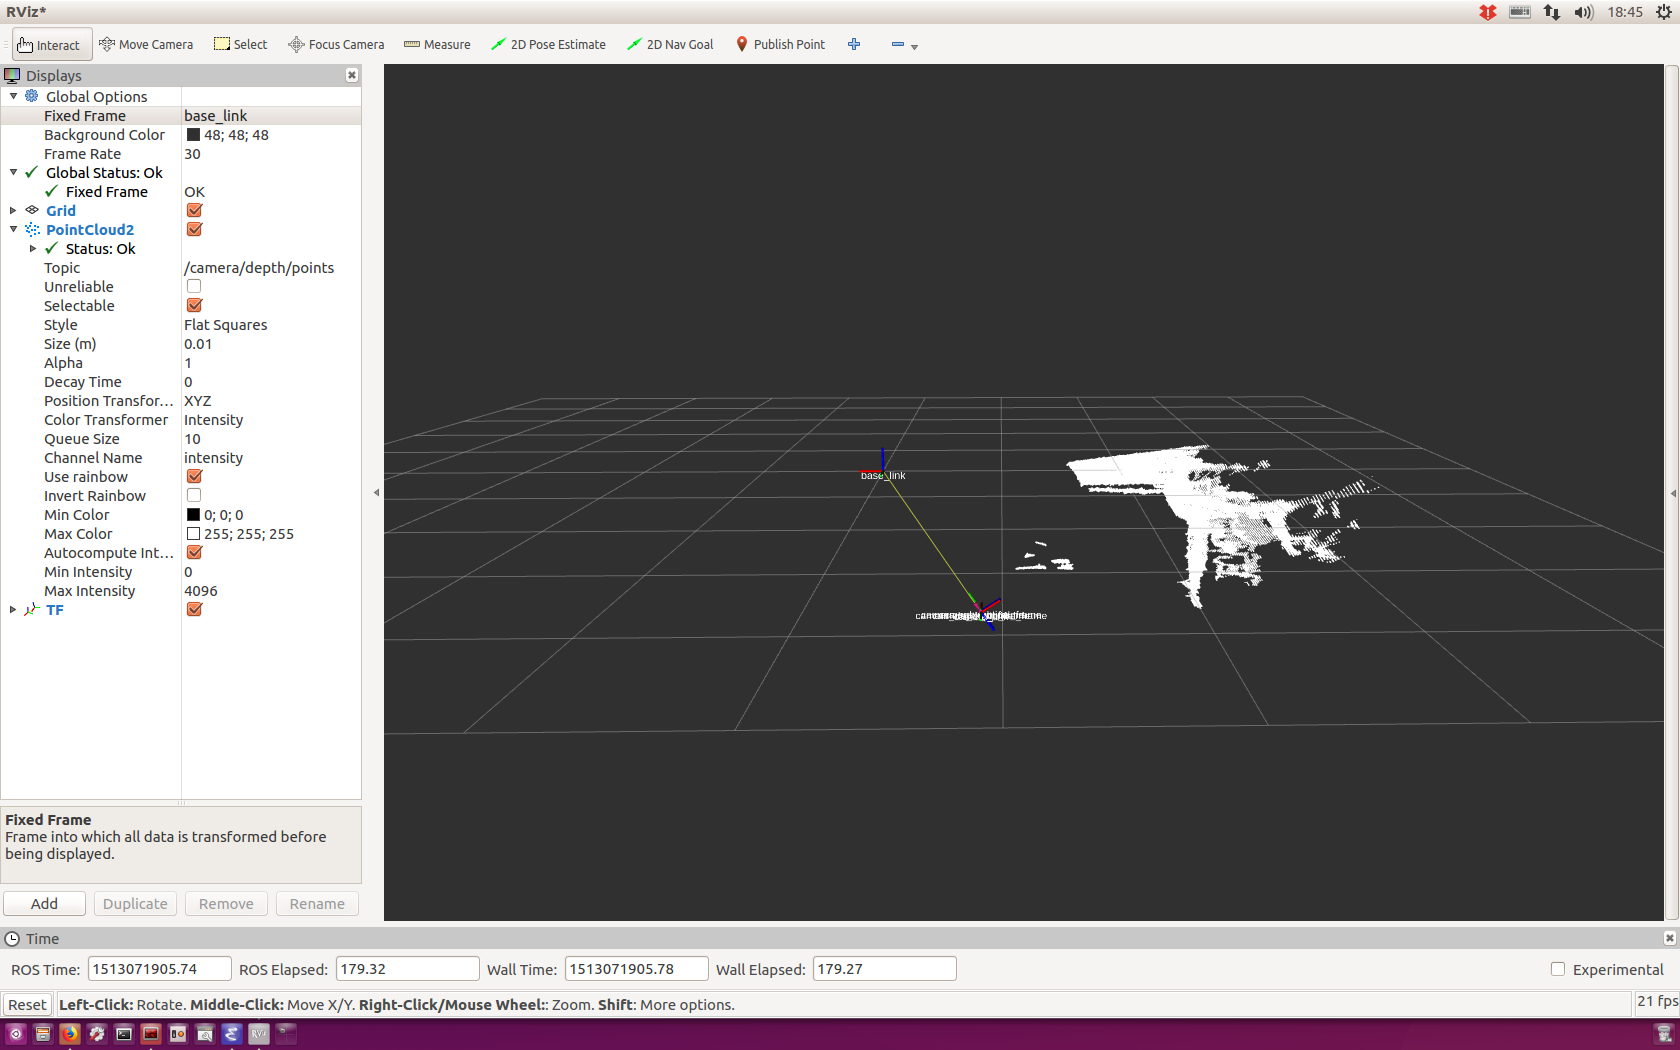 RViz*
18:45
Interact
Move Camera
Select
Focus Camera
Measure
2D Pose Estimate
2D Nav Goal
Publish Point
Displays
Global Options
Fixed Frame base_link
Background Color 48; 48; 48
Frame Rate 30
Global Status: Ok
Fixed Frame OK
Grid
PointCloud2
Status: Ok
Topic /camera/depth/points
Unreliable
Selectable
Style Flat Squares
Size (m) 0.01
Alpha 1
Decay Time 0
Position Transfor... XYZ
Color Transformer Intensity
Queue Size 10
Channel Name intensity
Use rainbow
Invert Rainbow
Min Color 0; 0; 0
Max Color 255; 255; 255
Autocompute Int...
Min Intensity 0
Max Intensity 4096
TF
base_link
Fixed Frame
Frame into which all data is transformed before
being displayed.
Add Duplicate Remove Rename
Time
ROS Time: 1513071905.74 ROS Elapsed: 179.32 Wall Time: 1513071905.78 Wall Elapsed: 179.27 Experimental
Reset Left-Click: Rotate. Middle-Click: Move X/Y. Right-Click/Mouse Wheel:: Zoom. Shift: More options. 21 fps